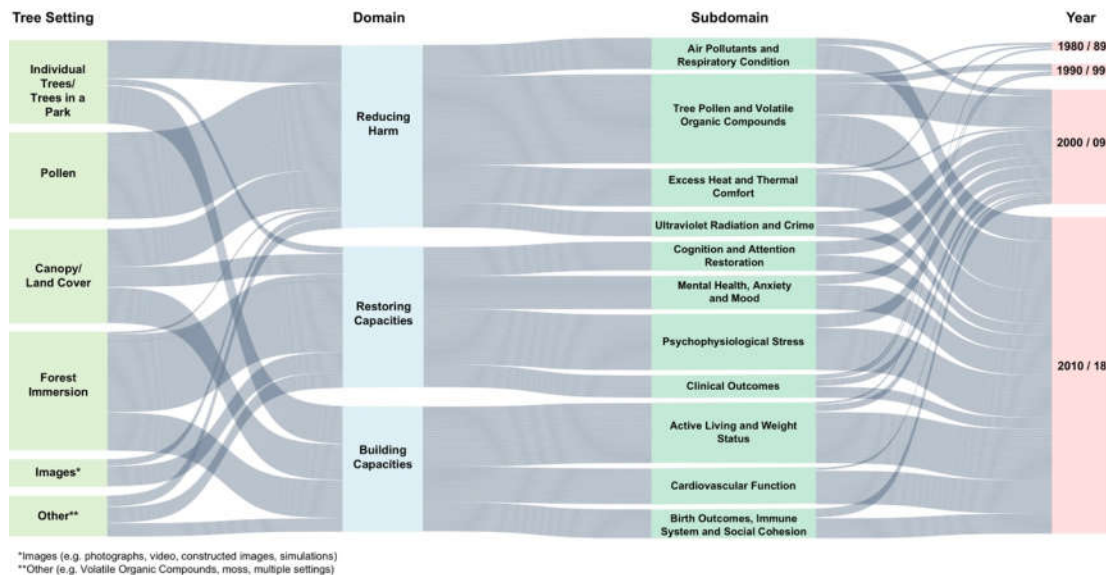 Tree Setting
Domain
Subdomain
Year
Individual
Trees/
Trees in a
Park
Pollen
Canopy/
Land Cover
Forest
Immersion
Images*
Other**
Reducing
Harm
Restoring
Capacities
Building
Capacities
Air Pollutants and
Respiratory Condition
Tree Pollen and Volatile
Organic Compounds
Excess Heat and Thermal
Comfort
Ultraviolet Radiation and Crime
Cognition and Attention
Restoration
Mental Health, Anxiety
and Mood
Psychophysiological Stress
Clinical Outcomes
Active Living and Weight
Status
Cardiovascular Function
Birth Outcomes, Immune
System and Social Cohesion
1980 / 89
1990 / 99
2000 / 09
2010 / 18
*Images (e.g. photographs, video, constructed images, simulations)
**Other (e.g. Volatile Organic Compounds, moss, multiple settings)